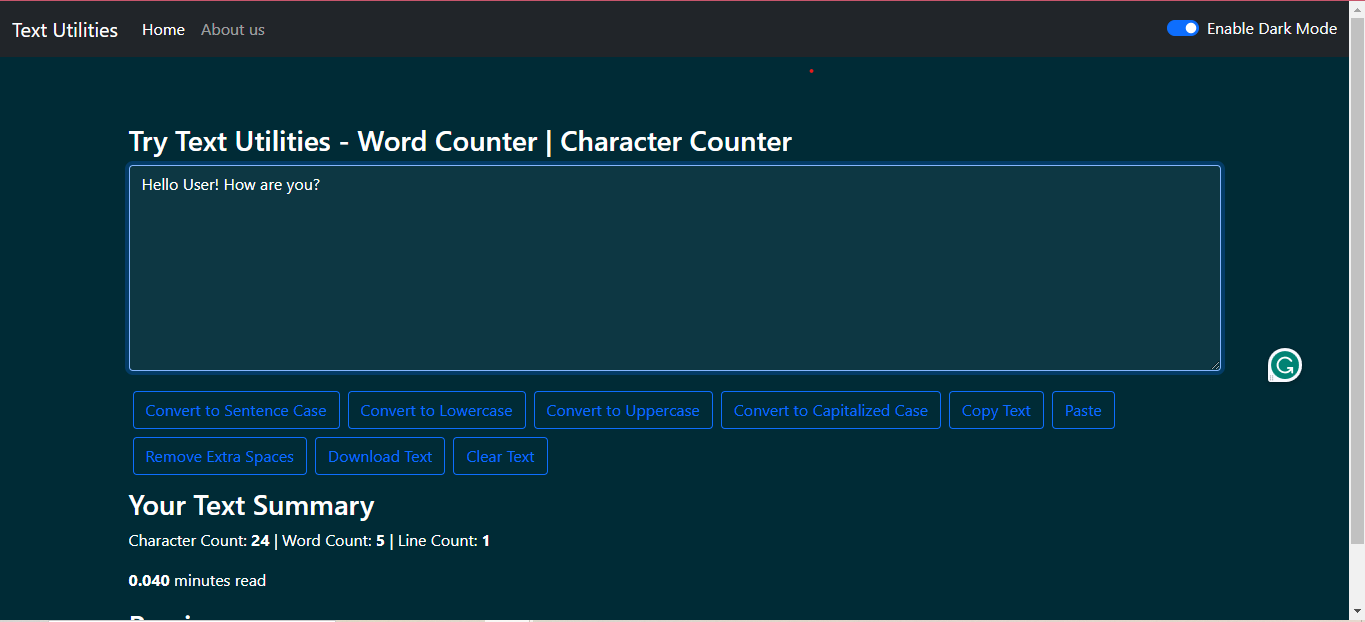 Text Utilities Home About us Enable Dark Mode
Try Text Utilities - Word Counter | Character Counter
Hello User! How are you?
Convert to Sentence Case Convert to Lowercase Convert to Uppercase Convert to Capitalized Case Copy Text Paste
Remove Extra Spaces Download Text Clear Text
Your Text Summary
Character Count: 24 | Word Count: 5 | Line Count: 1
0.040 minutes read